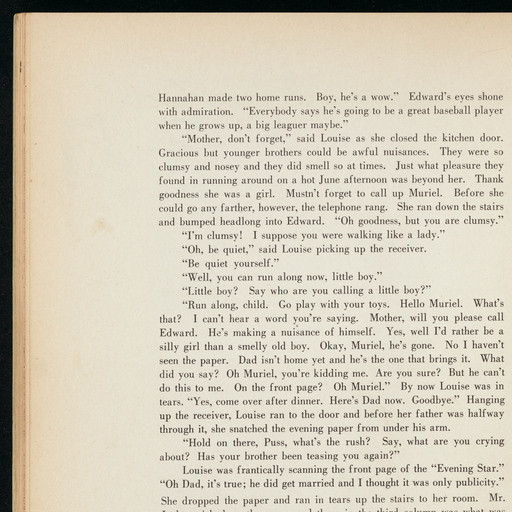 Hannahan made two home runs. Boy, he's a wow." Edward's eyes shone
with admiration. "Everybody says he's going to be a great baseball player
when he grows up, a big leaguer maybe."
"Mother, don't forget," said Louise as she closed the kitchen door.
Gracious but younger brothers could be awful nuisances. They were so
clumsy and nosey and they did smell so at times. Just what pleasure they
found in running around on a hot June afternoon was beyond her. Thank
goodness she was a girl. Mustn't forget to call up Muriel. Before she
could go any farther, however, the telephone rang. She ran down the stairs
and bumped headlong into Edward. "Oh goodness, but you are clumsy."
"I'm clumsy! I suppose you were walking like a lady."
"Oh, be quiet," said Louise picking up the receiver.
"Be quiet yourself."
"Well, you can run along now, little boy."
"Little boy? Say who are you calling a little boy?"
"Run along, child. Go play with your toys. Hello Muriel. What's
that? I can't hear a word you're saying. Mother, will you please call
Edward. He's making a nuisance of himself. Yes, well I'd rather be a
silly girl than a smelly old boy. Okay, Muriel, he's gone. No I haven't
seen the paper. Dad isn't home yet and he's the one that brings it. What
did you say? Oh Muriel, you're kidding me. Are you sure? But he can't
do this to me. On the front page? Oh Muriel." By now Louise was in
tears. "Yes, come over after dinner. Here's Dad now. Goodbye." Hanging
up the receiver, Louise ran to the door and before her father was halfway
through it, she snatched the evening paper from under his arm.
"Hold on there, Puss, what's the rush? Say, what are you crying
about? Has your brother been teasing you again?"
Louise was frantically scanning the front page of the "Evening Star."
"Oh Dad, it's true; he did get married and I thought it was only publicity."
She dropped the paper and ran in tears up the stairs to her room. Mr.